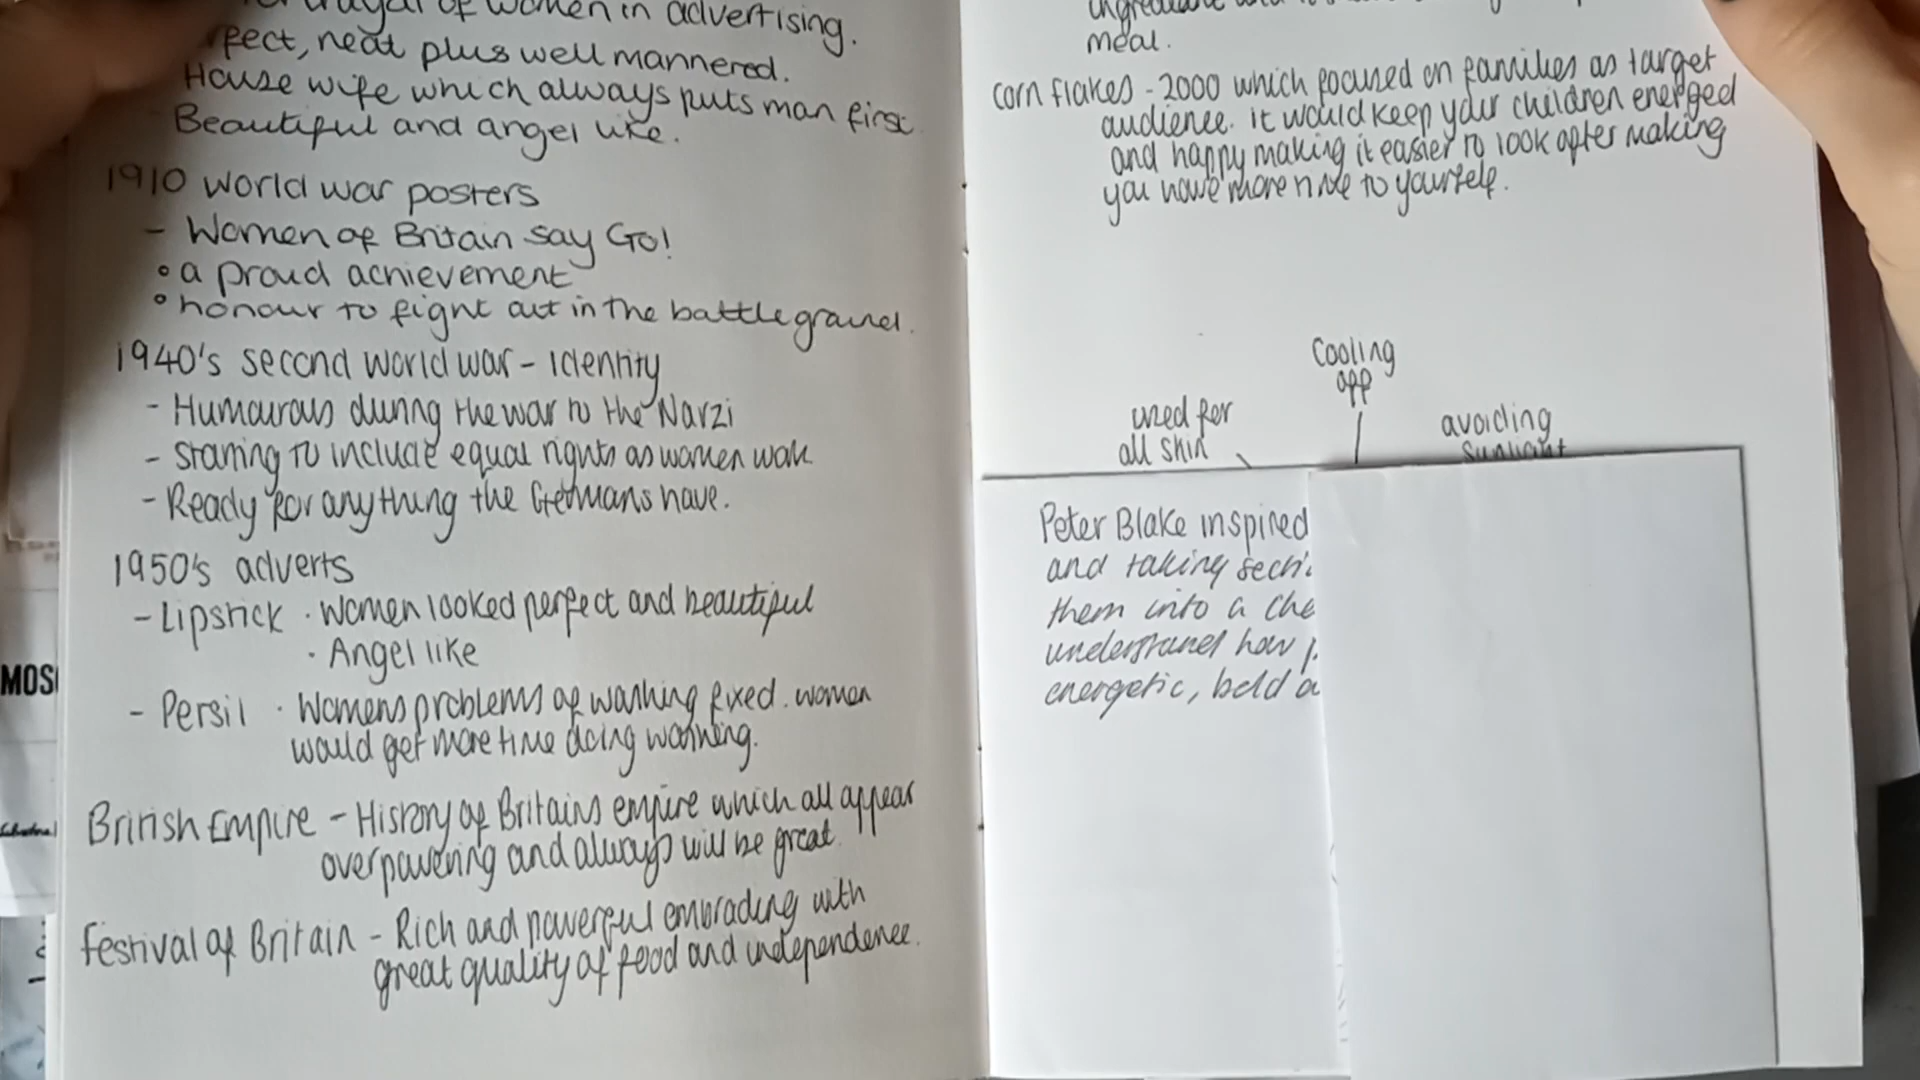 of women in advertising.
neat plus well mannered.
House wife which always puts man first
Beautiful and angel like.
1910 world war posters
- Women of Britain say Go!
° a proud achievement
° honour to fight out in the battle ground.
1940's second world war - Identity
- Humourous during the war to the Narzi
- Starting to include equal rights as women work
- Ready for anything the Germans have.
1950's adverts
- Lipstick · Women looked perfect and beautiful
· Angel like
- Persil · Womens problems of washing fixed. women
would get more time doing washing.
British Empire - History of Britains empire which all appear
overpowering and always will be great.
Festival of Britain - Rich and powerful embracing with
great quality of food and independence.
meal.
corn flakes - 2000 which focused on families as target
audience. it would keep your children energed
and happy making it easier to look after making
you have more time to yourself.
Cooling
app
used for
all skin
avoiding
sunlight
Peter Blake inspired
and taking
them into a
understand how
energetic, bold
MOS